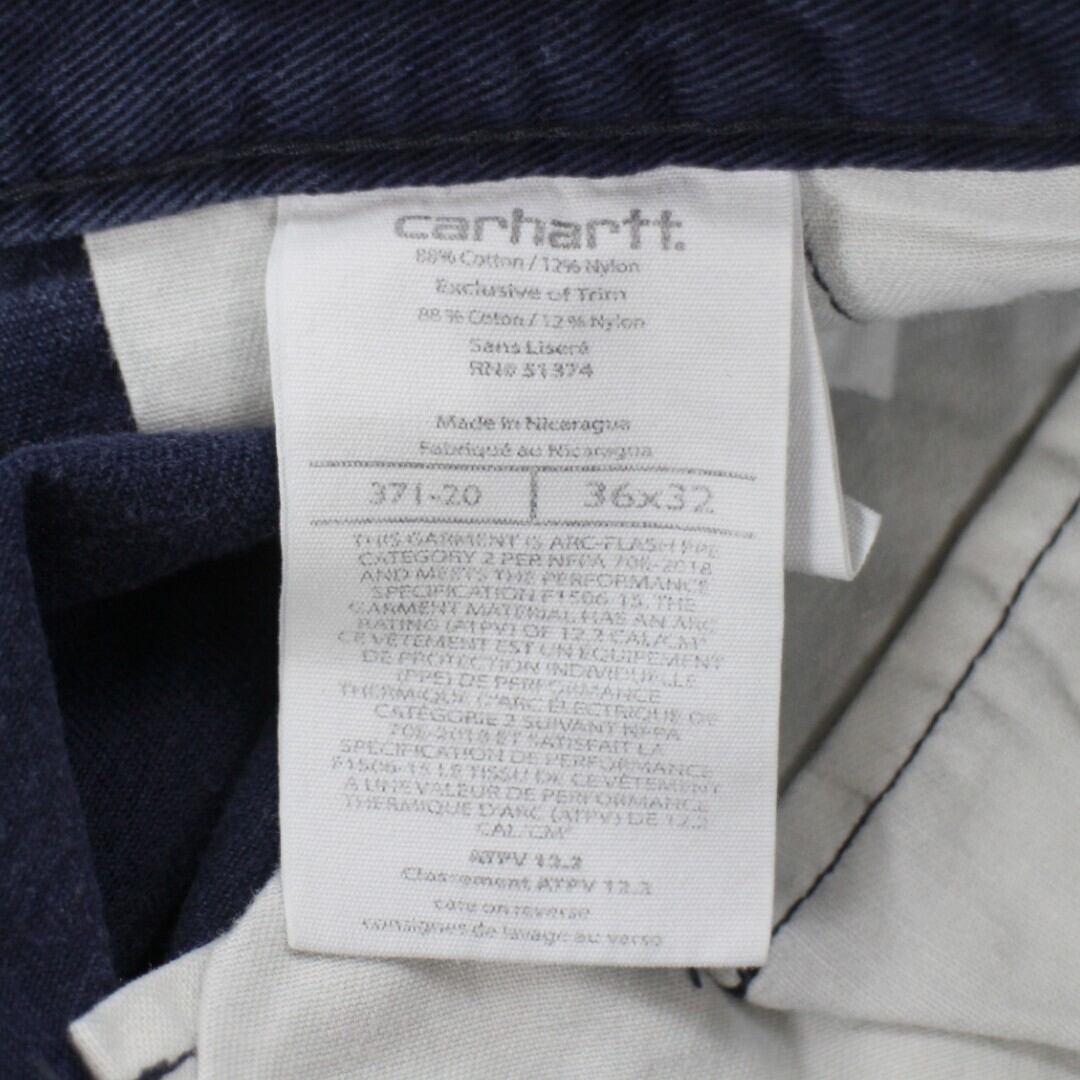 carhartt.
88% Cotton / 12% Nylon
Exclusive of Trim
88 % Coton / 12 % Nylon
Sans Liseré
RN# 51374
Made in Nicaragua
Fabriqué au Nicaragua
371-20 36x32
THIS GARMENT IS ARC-FLASH PPE
CATEGORY 2 PER NFPA 70E-2018
AND MEETS THE PERFORMANCE
SPECIFICATION F1506-15. THE
GARMENT MATERIAL HAS AN ARC
RATING (ATPV) OF 12.2 CAL/CM²
CE VÊTEMENT EST UN ÉQUIPEMENT
DE PROTECTION INDIVIDUELLE
(PPE) DE PERFORMANCE
THERMIQUE D'ARC ÉLECTRIQUE DE
CATÉGORIE 2 SUIVANT NFPA
70E-2018 ET SATISFAIT LA
SPÉCIFICATION DE PERFORMANCE
F1506-15 LE TISSU DE CE VÊTEMENT
A UNE VALEUR DE PERFORMANCE
THERMIQUE D'ARC (ATPV) DE 12.2
CAL/CM²
ATPV 12.2
Classement ATPV 12.2
care on reverse
consignes de lavage au verso